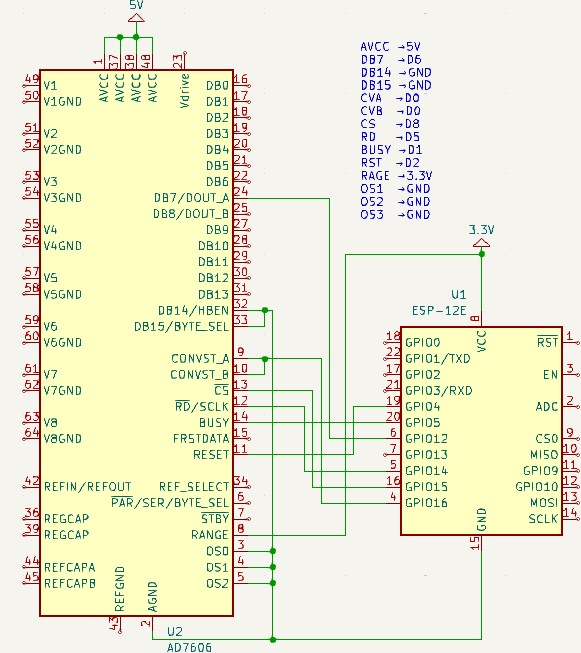 5V
1
37
38
48
23
AVCC
AVCC
AVCC
AVCC
Vdrive
49 V1
50 V1GND
51 V2
52 V2GND
53 V3
54 V3GND
55 V4
56 V4GND
57 V5
58 V5GND
59 V6
60 V6GND
61 V7
62 V7GND
63 V8
64 V8GND
42 REFIN/REFOUT
36 REGCAP
39 REGCAP
44 REFCAPA
45 REFCAPB
DB0 16
DB1 17
DB2 18
DB3 19
DB4 20
DB5 21
DB6 22
DB7/DOUT_A 24
DB8/DOUT_B 25
DB9 27
DB10 28
DB11 29
DB12 30
DB13 31
DB14/HBEN 32
DB15/BYTE_SEL 33
CONVST_A 9
CONVST_B 10
CS 13
RD/SCLK 12
BUSY 14
FRSTDATA 15
RESET 11
REF_SELECT 34
PAR/SER/BYTE_SEL 6
STBY 7
RANGE 8
OS0 3
OS1 4
OS2 5
REFGND
AGND
43
2
U2
AD7606
AVCC →5V
DB7 →D6
DB14 →GND
DB15 →GND
CVA →D0
CVB →D0
CS →D8
RD →D5
BUSY →D1
RST →D2
RAGE →3.3V
OS1 →GND
OS2 →GND
OS3 →GND
3.3V
U1
ESP-12E
8
VCC
18 GPIO0
22 GPIO1/TXD
17 GPIO2
21 GPIO3/RXD
19 GPIO4
20 GPIO5
6 GPIO12
7 GPIO13
5 GPIO14
16 GPIO15
4 GPIO16
RST 1
EN 3
ADC 2
CS0 9
MISO 10
GPIO9 11
GPIO10 12
MOSI 13
SCLK 14
GND
15